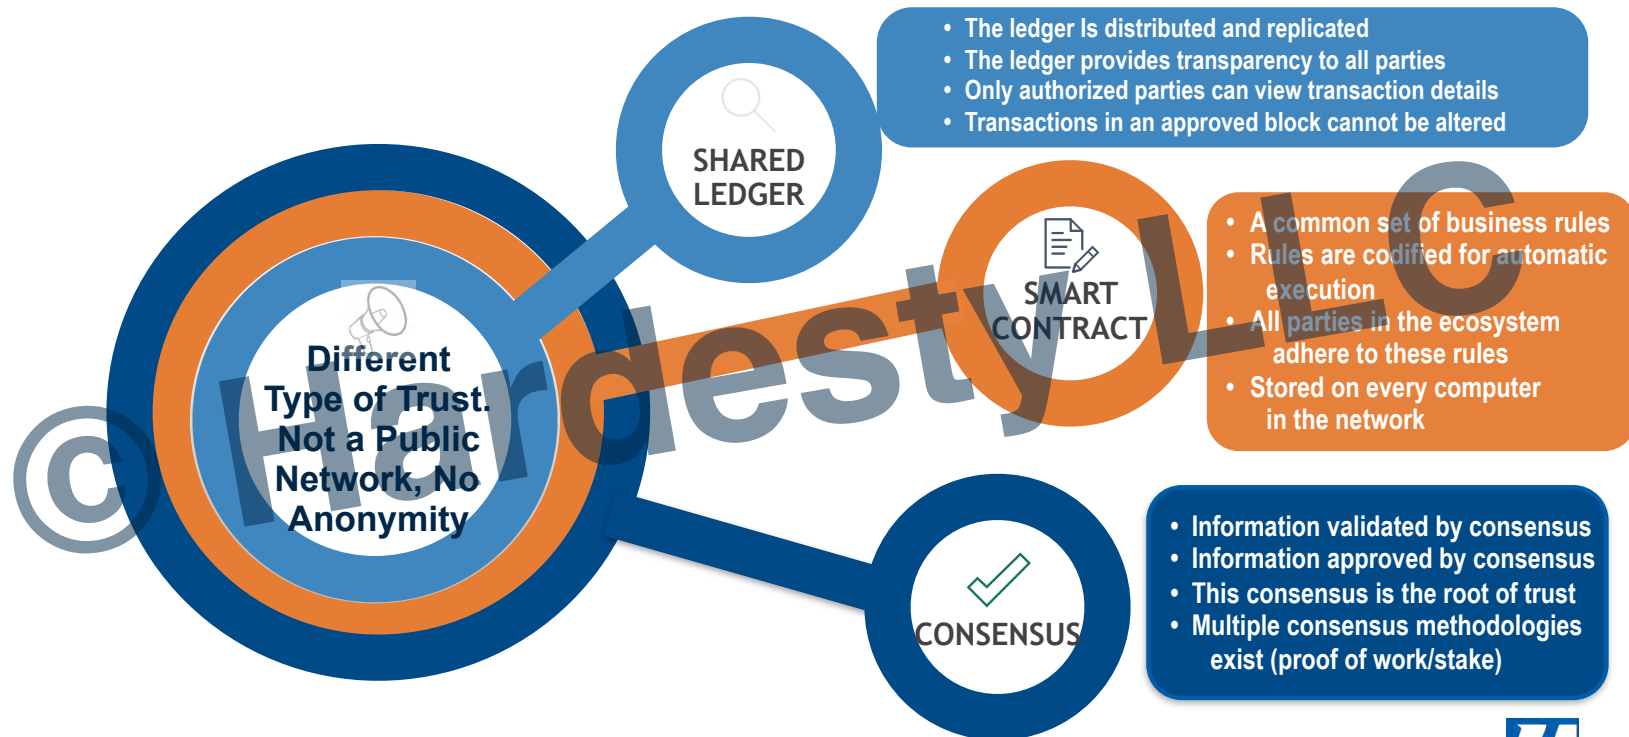 • The ledger Is distributed and replicated
• The ledger provides transparency to all parties
• Only authorized parties can view transaction details
• Transactions in an approved block cannot be altered
SHARED
LEDGER
• A common set of business rules
• Rules are codified for automatic
execution
• All parties in the ecosystem
adhere to these rules
• Stored on every computer
in the network
SMART
CONTRACT
Different
Type of Trust.
Not a Public
Network, No
Anonymity
• Information validated by consensus
• Information approved by consensus
• This consensus is the root of trust
• Multiple consensus methodologies
exist (proof of work/stake)
CONSENSUS
© Hardesty LLC